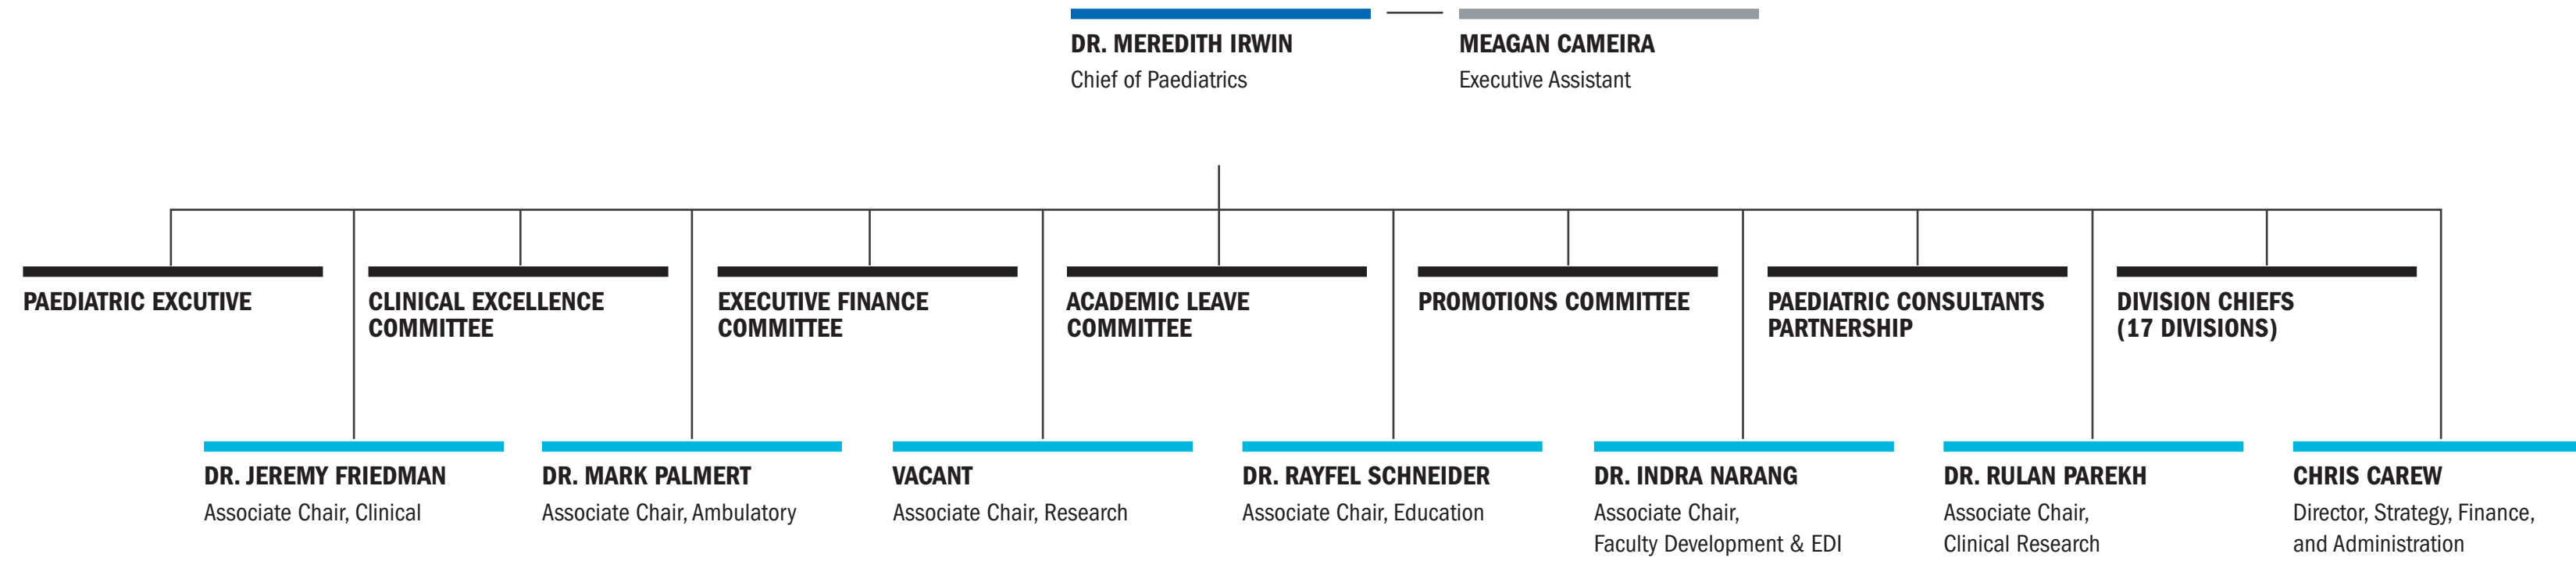 DR. MEREDITH IRWIN
Chief of Paediatrics
MEAGAN CAMEIRA
Executive Assistant
PAEDIATRIC EXCUTIVE
CLINICAL EXCELLENCE
COMMITTEE
EXECUTIVE FINANCE
COMMITTEE
ACADEMIC LEAVE
COMMITTEE
PROMOTIONS COMMITTEE
PAEDIATRIC CONSULTANTS
PARTNERSHIP
DIVISION CHIEFS
(17 DIVISIONS)
DR. JEREMY FRIEDMAN
Associate Chair, Clinical
DR. MARK PALMERT
Associate Chair, Ambulatory
VACANT
Associate Chair, Research
DR. RAYFEL SCHNEIDER
Associate Chair, Education
DR. INDRA NARANG
Associate Chair,
Faculty Development & EDI
DR. RULAN PAREKH
Associate Chair,
Clinical Research
CHRIS CAREW
Director, Strategy, Finance,
and Administration